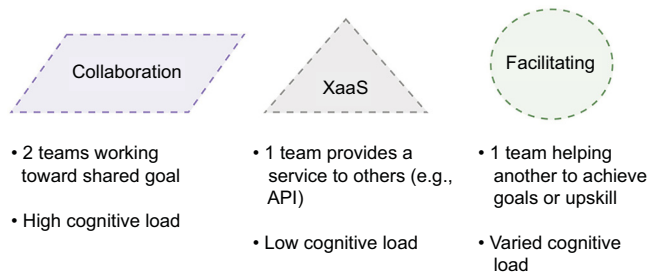 Collaboration
XaaS
Facilitating
• 2 teams working
toward shared goal
• High cognitive load
• 1 team provides a
service to others (e.g.,
API)
• Low cognitive load
• 1 team helping
another to achieve
goals or upskill
• Varied cognitive
load